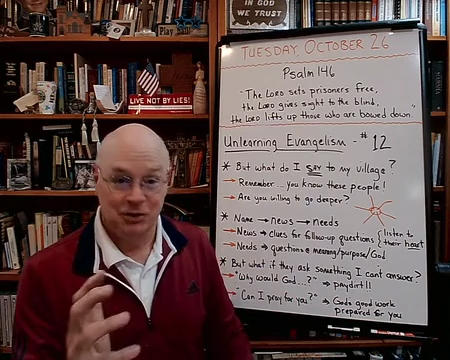 IN GOD
WE TRUST
Play
LIVE NOT BY LIES!
TUESDAY, OCTOBER 26
Psalm 146
"The LORD sets prisoners free,
the LORD gives sight to the blind,
the LORD lifts up those who are bowed down."
Unlearning Evangelism - #12
* But what do I say to my village?
→ Remember... you know these people!
→ Are you willing to go deeper?
* Name → news → needs
→ News → clues for follow-up questions
→ Needs → questions @ meaning/purpose/God
listen to
their heart
* But what if they ask something I cant answer?
→ "Why would God...?" → paydirt!!
→ "Can I pray for you?" → Gods good work
prepared for you